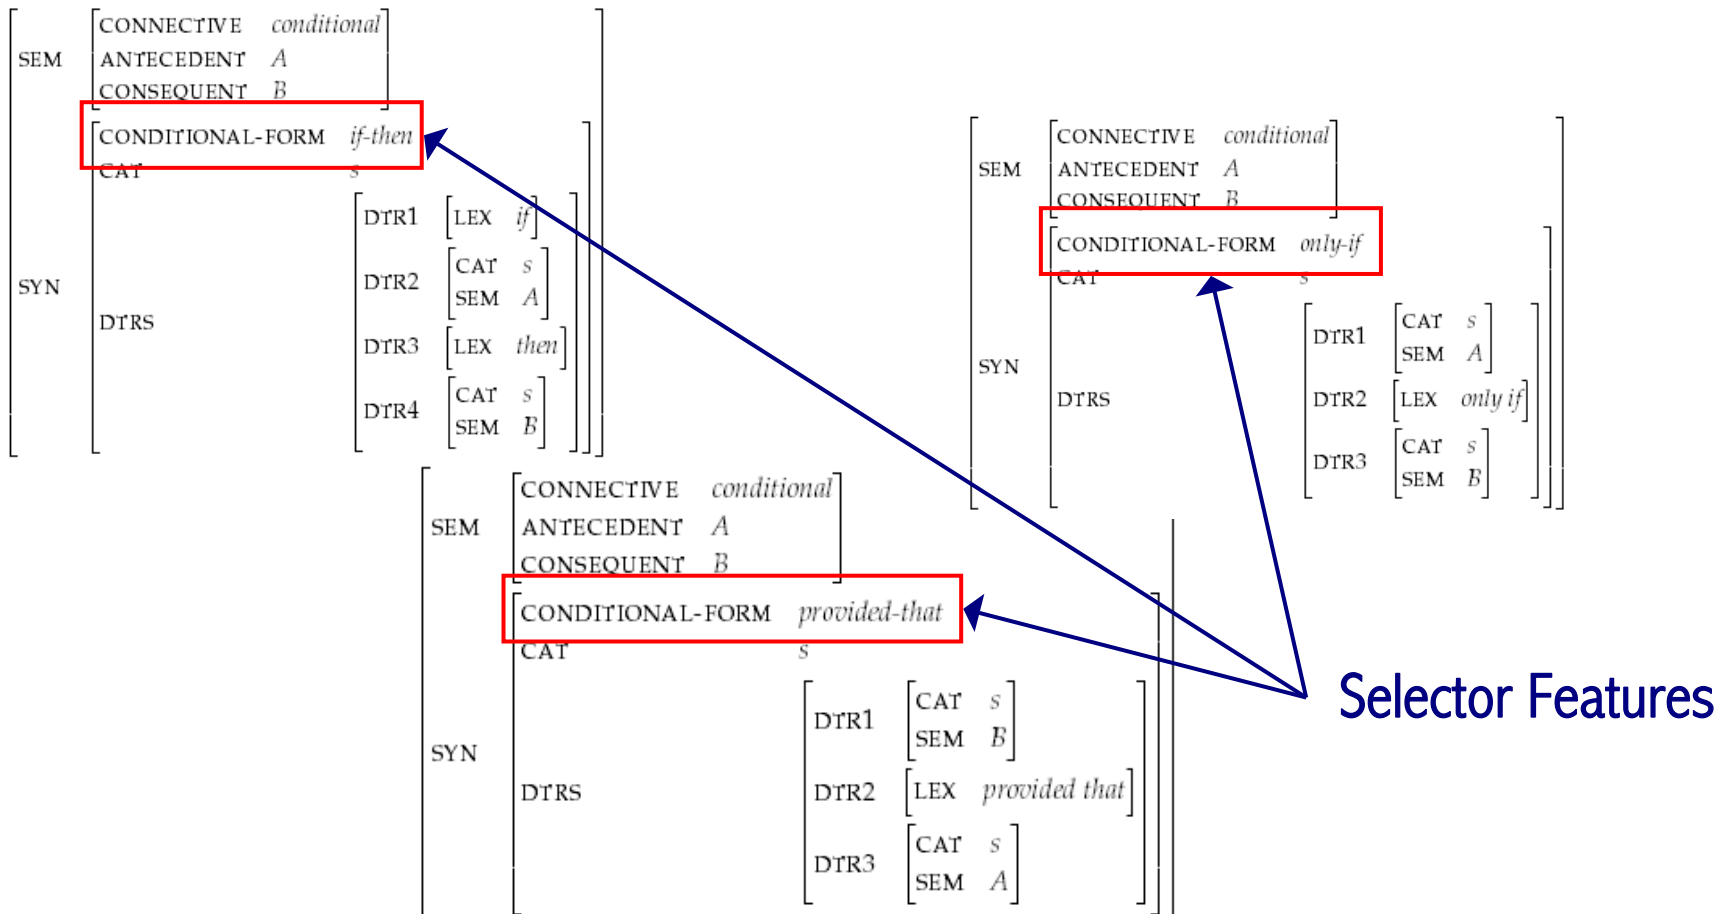 CONNECTIVE conditional
SEM ANTECEDENT A
CONSEQUENT B
CONDITIONAL-FORM if-then
CAT s
DTR1 LEX if
CAT s
DTR2
SEM A
SYN
DTRS
DTR3 LEX then
CAT s
DTR4
SEM B
CONNECTIVE conditional
SEM ANTECEDENT A
CONSEQUENT B
CONDITIONAL-FORM only-if
CAT s
CAT s
DTR1
SEM A
SYN
DTRS DTR2 LEX only if
CAT s
DTR3
SEM B
CONNECTIVE conditional
SEM ANTECEDENT A
CONSEQUENT B
CONDITIONAL-FORM provided-that
CAT s
CAT s
DTR1
SEM B
SYN
DTRS DTR2 LEX provided that
CAT s
DTR3
SEM A
Selector Features